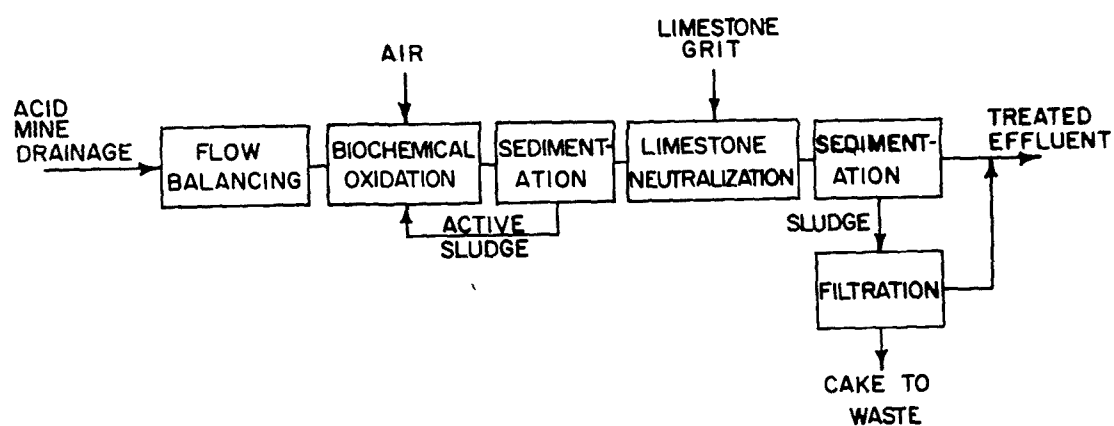 ACID
MINE
DRAINAGE
FLOW
BALANCING
AIR
BIOCHEMICAL
OXIDATION
SEDIMENT-
ATION
ACTIVE
SLUDGE
LIMESTONE
GRIT
LIMESTONE
NEUTRALIZATION
SEDIMENT-
ATION
TREATED
EFFLUENT
SLUDGE
FILTRATION
CAKE TO
WASTE